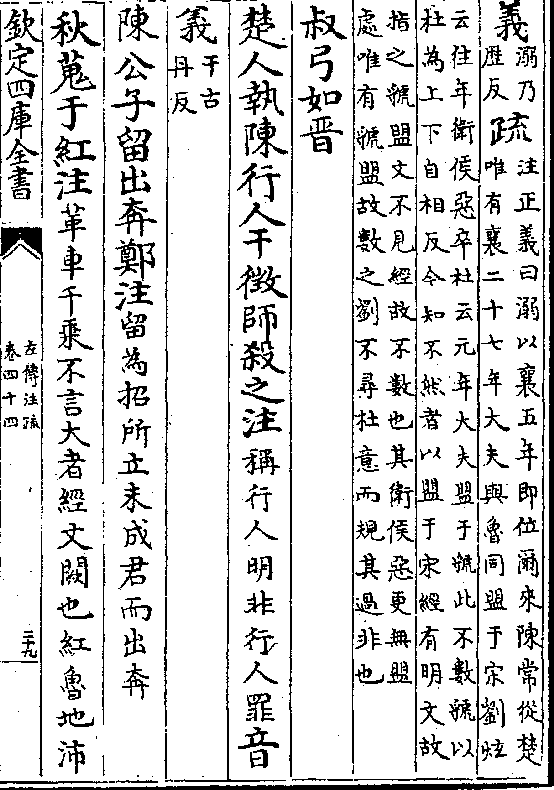 義溺乃
歴反疏注正義曰溺以襄五年即位爾來陳常從楚
唯有襄二十七年大夫與魯同盟于宋劉炫
云往年衛侯惡卒杜云元年大夫盟于虢此不數虢以
杜為上下自相反今知不然者以盟于宋經有明文故
指之虢盟文不見經故不數也其衛侯惡更無盟
處唯有虢盟故數之劉不尋杜意而規其過非也
叔弓如晋
楚人執陳行人干徵師殺之注稱行人明非行人罪音
義干古
丹反
陳公子留出奔鄭注留為招所立未成君而出奔
秋蒐于紅注革車千乘不言大者經文闕也紅魯地沛
欽定四庫全書
左傳注疏
卷四十四
二十九